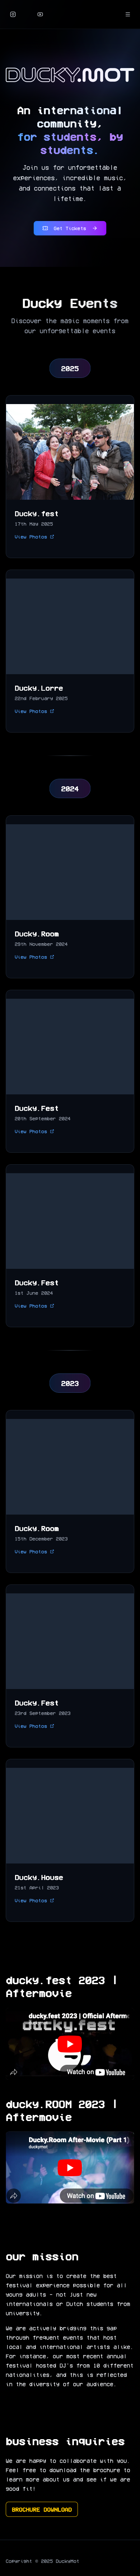 DUCKY.MOT
An international
community,
for students, by
students.
Join us for unforgettable
experiences, incredible music,
and connections that last a
lifetime.
Get Tickets
Ducky Events
Discover the magic moments from
our unforgettable events
2025
Ducky.fest
17th May 2025
View Photos
Ducky.Lorre
22nd February 2025
View Photos
2024
Ducky.Room
29th November 2024
View Photos
Ducky.Fest
20th September 2024
View Photos
Ducky.Fest
1st June 2024
View Photos
2023
Ducky.Room
15th December 2023
View Photos
Ducky.Fest
23rd September 2023
View Photos
Ducky.House
21st April 2023
View Photos
ducky.fest 2023 |
Aftermovie
ducky.fest 2023 | Official Afterm
ducky.fest
Watch on YouTube
ducky.ROOM 2023 |
Aftermovie
Ducky.Room After-Movie (Part 1)
duckymot
Watch on YouTube
our mission
Our mission is to create the best
festival experience possible for all
young adults - not just new
internationals or Dutch students from
university.
We are actively bridging this gap
through frequent events that host
local and international artists alike.
For instance, our most recent annual
festival hosted DJ's from 10 different
nationalities, and this is reflected
in the diversity of our audience.
business inquiries
We are happy to collaborate with you.
Feel free to download the brochure to
learn more about us and see if we are
good fit!
BROCHURE DOWNLOAD
Copyright © 2025 DuckyMot